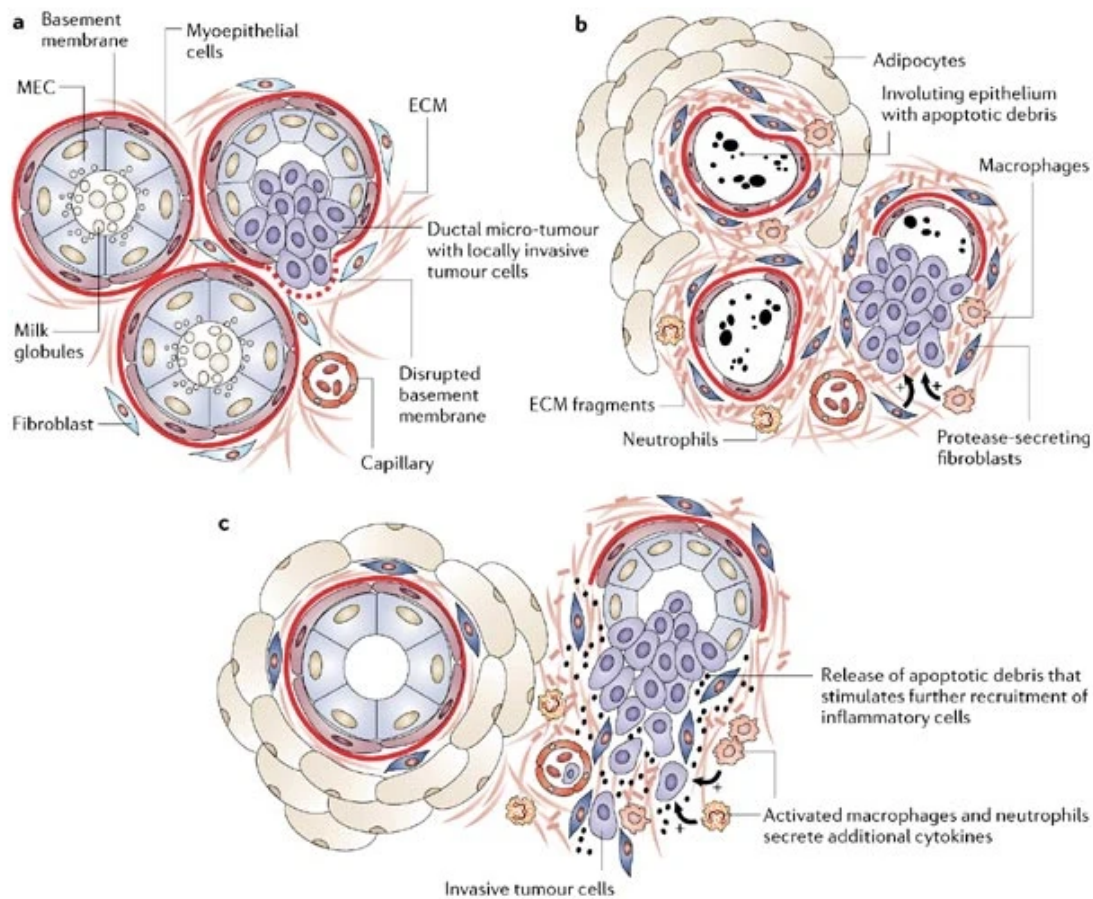 a
Basement
membrane
Myoepithelial
cells
MEC
ECM
Ductal micro-tumour
with locally invasive
tumour cells
Milk
globules
Disrupted
basement
membrane
Fibroblast
Capillary
b
Adipocytes
Involuting epithelium
with apoptotic debris
Macrophages
ECM fragments
Neutrophils
+
+
Protease-secreting
fibroblasts
c
Release of apoptotic debris that
stimulates further recruitment of
inflammatory cells
+
+
Activated macrophages and neutrophils
secrete additional cytokines
Invasive tumour cells